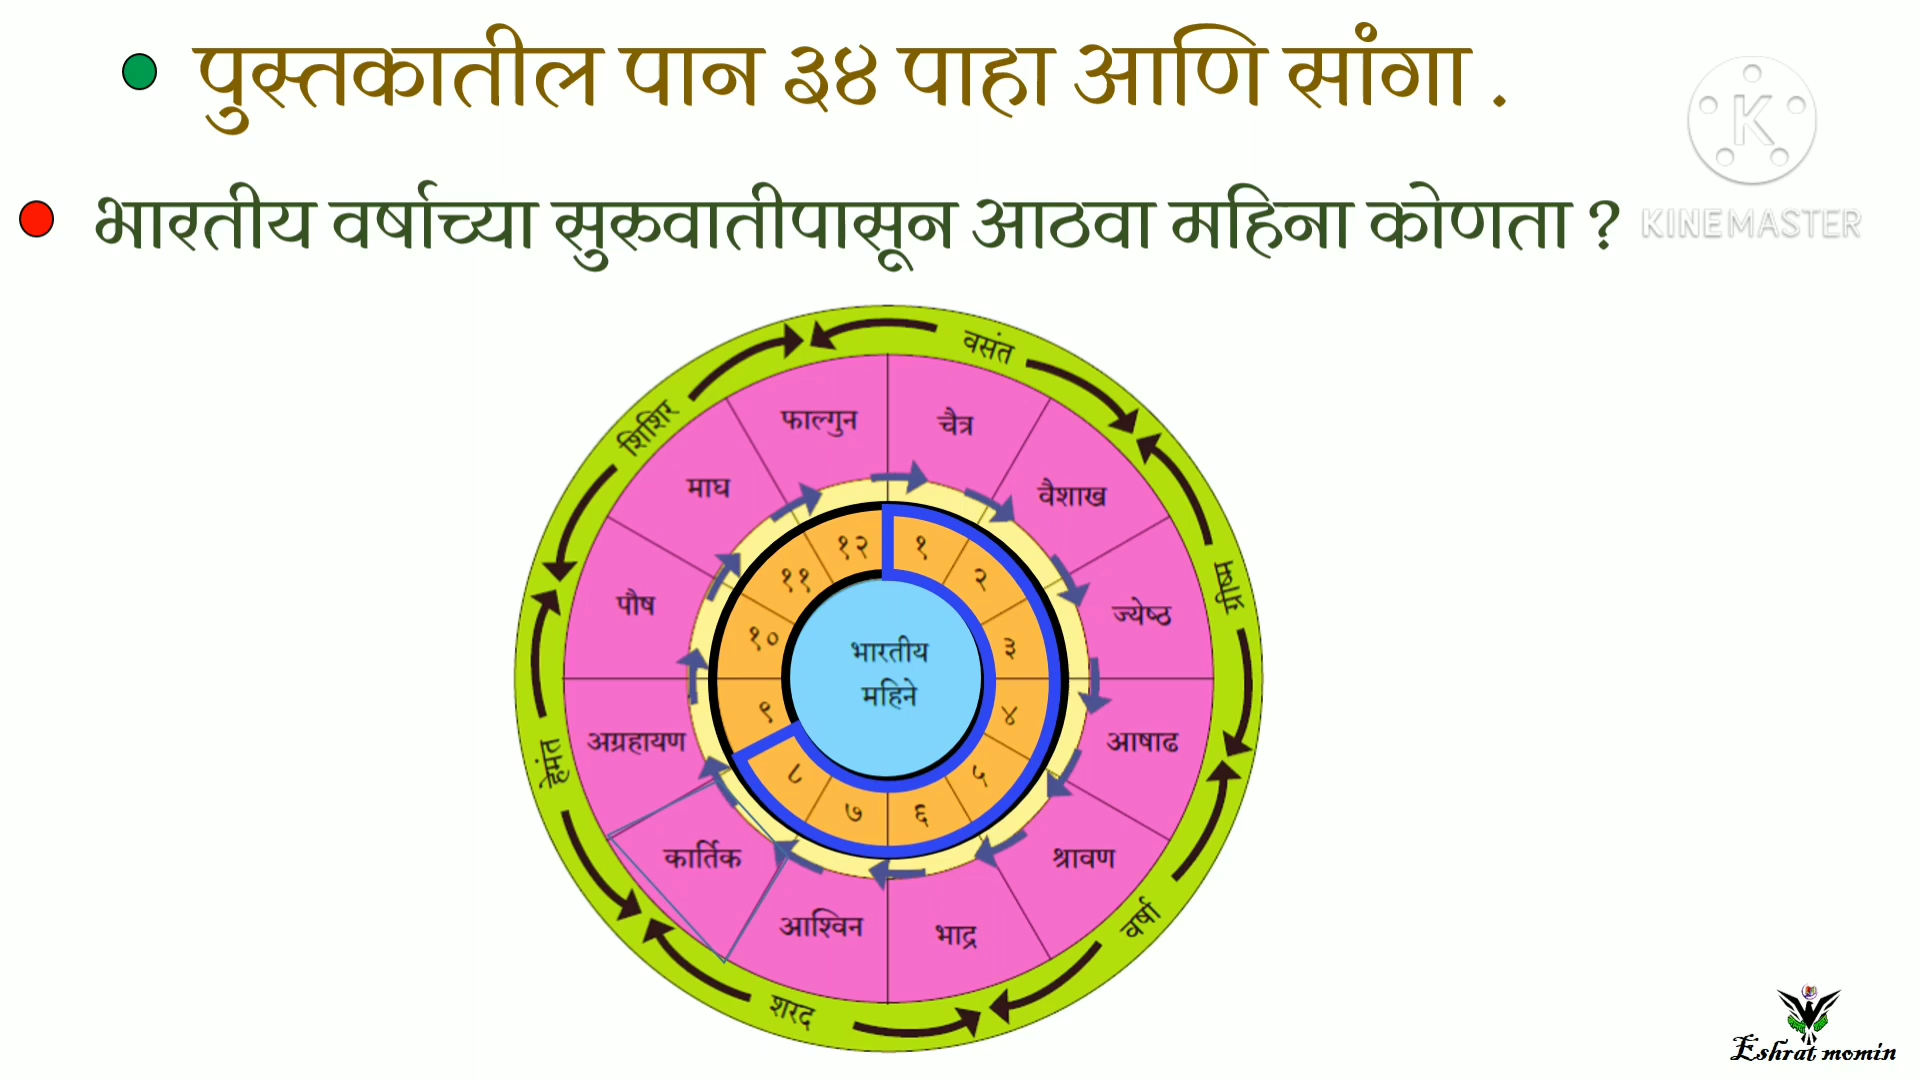 पुस्तकातील पान ३४ पाहा आणि सांगा .
भारतीय वर्षाच्या सुरुवातीपासून आठवा महिना कोणता ?
KINEMASTER
वसंत
ग्रीष्म
वर्षा
शरद
हेमंत
शिशिर
चैत्र
वैशाख
ज्येष्ठ
आषाढ
श्रावण
भाद्र
आश्विन
कार्तिक
अग्रहायण
पौष
माघ
फाल्गुन
१
२
३
४
५
६
७
८
९
१०
११
१२
भारतीय
महिने
Eshrat momin